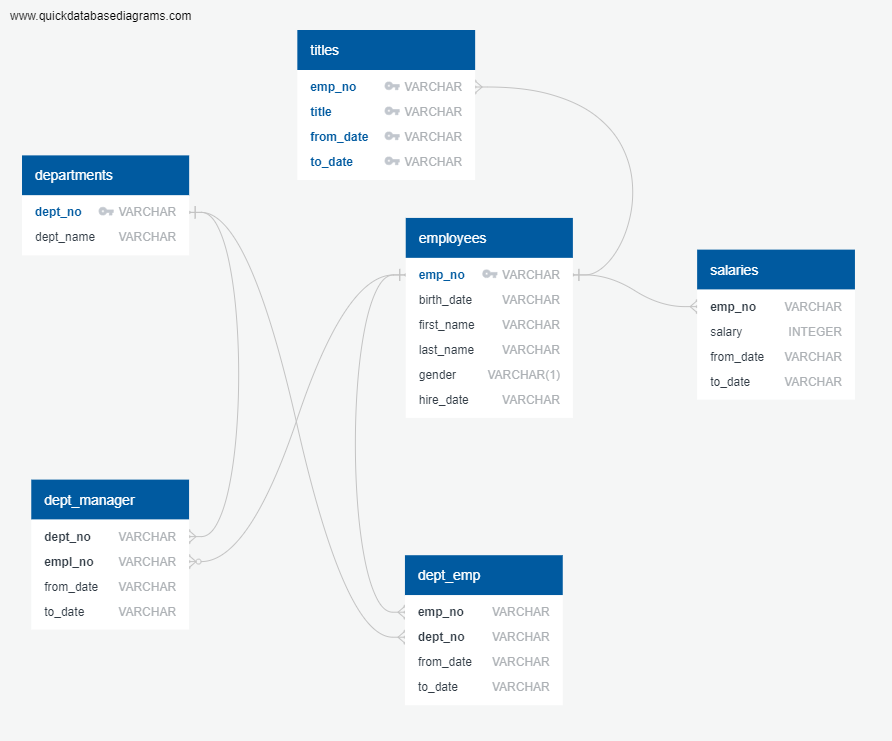 www.quickdatabasediagrams.com
titles
emp_no VARCHAR
title VARCHAR
from_date VARCHAR
to_date VARCHAR
departments
dept_no VARCHAR
dept_name VARCHAR
employees
emp_no VARCHAR
birth_date VARCHAR
first_name VARCHAR
last_name VARCHAR
gender VARCHAR(1)
hire_date VARCHAR
salaries
emp_no VARCHAR
salary INTEGER
from_date VARCHAR
to_date VARCHAR
dept_manager
dept_no VARCHAR
empl_no VARCHAR
from_date VARCHAR
to_date VARCHAR
dept_emp
emp_no VARCHAR
dept_no VARCHAR
from_date VARCHAR
to_date VARCHAR